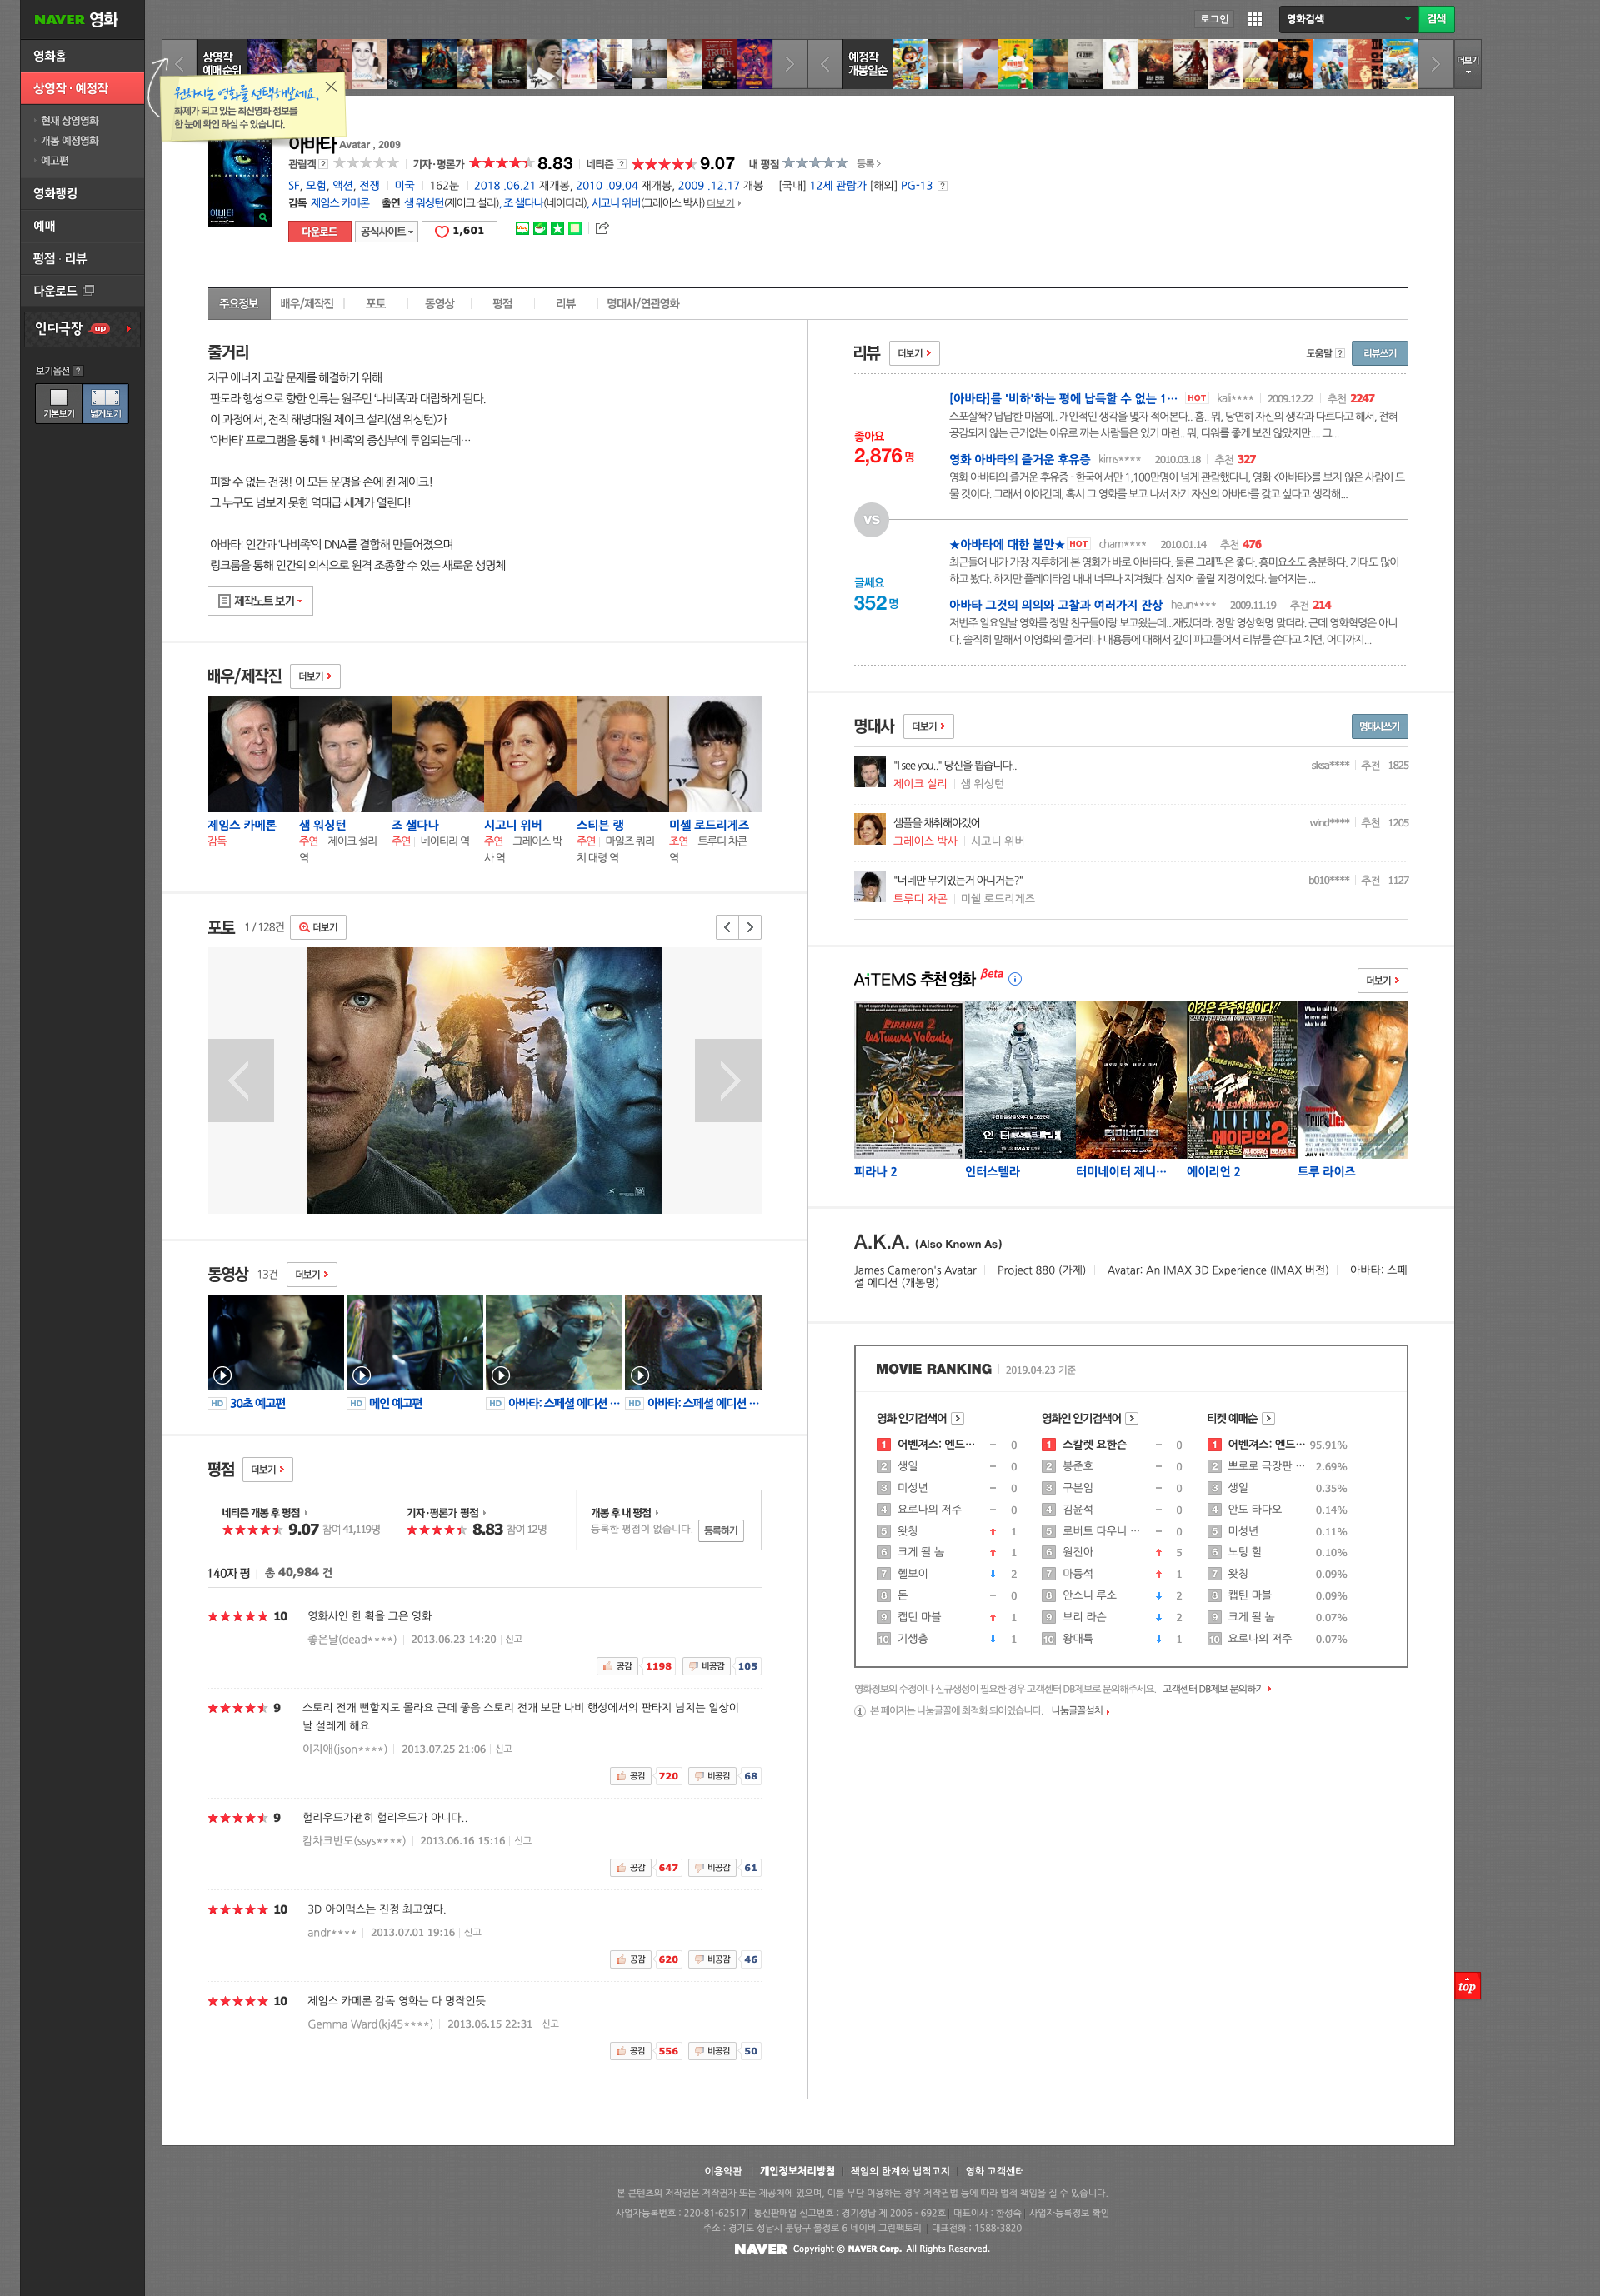 NAVER 영화
로그인
영화검색
검색
영화홈
상영작 · 예정작
현재 상영영화
개봉 예정영화
예고편
영화랭킹
예매
평점 · 리뷰
다운로드
인디극장 up
보기옵션 ?
기본보기 넓게보기
상영작
예매순위
예정작
개봉일순
더보기
원하시는 영화를 선택해보세요.
화제가 되고 있는 최신영화 정보를
한 눈에 확인 하실 수 있습니다.
아바타 Avatar , 2009
관람객 ? 기자·평론가 8.83 네티즌 ? 9.07 내 평점 등록
SF, 모험, 액션, 전쟁 미국 162분 2018 .06.21 재개봉, 2010 .09.04 재개봉, 2009 .12.17 개봉 [국내] 12세 관람가 [해외] PG-13 ?
감독 제임스 카메론 출연 샘 워싱턴(제이크 설리), 조 샐다나(네이티리), 시고니 위버(그레이스 박사) 더보기
다운로드 공식사이트 1,601
주요정보 배우/제작진 포토 동영상 평점 리뷰 명대사/연관영화
줄거리
지구 에너지 고갈 문제를 해결하기 위해
판도라 행성으로 향한 인류는 원주민 '나비족'과 대립하게 된다.
이 과정에서, 전직 해병대원 제이크 설리(샘 워싱턴)가
'아바타' 프로그램을 통해 '나비족'의 중심부에 투입되는데…
피할 수 없는 전쟁! 이 모든 운명을 손에 쥔 제이크!
그 누구도 넘보지 못한 역대급 세계가 열린다!
아바타: 인간과 '나비족'의 DNA를 결합해 만들어졌으며
링크룸을 통해 인간의 의식으로 원격 조종할 수 있는 새로운 생명체
제작노트 보기
배우/제작진 더보기
제임스 카메론
감독
샘 워싱턴
주연 제이크 설리
역
조 샐다나
주연 네이티리 역
시고니 위버
주연 그레이스 박
사 역
스티븐 랭
주연 마일즈 쿼리
치 대령 역
미셸 로드리게즈
조연 트루디 차콘
역
포토 1 / 128건 더보기
동영상 13건 더보기
HD 30초 예고편
HD 메인 예고편
HD 아바타: 스페셜 에디션 …
HD 아바타: 스페셜 에디션 …
평점 더보기
네티즌 개봉 후 평점
9.07 참여 41,119명
기자·평론가 평점
8.83 참여 12명
개봉 후 내 평점
등록한 평점이 없습니다. 등록하기
140자 평 총 40,984 건
10 영화사인 한 획을 그은 영화
좋은날(dead****) 2013.06.23 14:20 신고
공감 1198 비공감 105
9 스토리 전개 뻔할지도 몰라요 근데 좋음 스토리 전개 보단 나비 행성에서의 판타지 넘치는 일상이
날 설레게 해요
이지애(json****) 2013.07.25 21:06 신고
공감 720 비공감 68
9 헐리우드가괜히 헐리우드가 아니다..
캄차크반도(ssys****) 2013.06.16 15:16 신고
공감 647 비공감 61
10 3D 아이맥스는 진정 최고였다.
andr**** 2013.07.01 19:16 신고
공감 620 비공감 46
10 제임스 카메론 감독 영화는 다 명작인듯
Gemma Ward(kj45****) 2013.06.15 22:31 신고
공감 556 비공감 50
리뷰 더보기
도움말 ? 리뷰쓰기
좋아요
2,876 명
[아바타]를 '비하'하는 평에 납득할 수 없는 1… HOT kali**** 2009.12.22 추천 2247
스포살짝? 답답한 마음에.. 개인적인 생각을 몇자 적어본다.. 흠.. 뭐, 당연히 자신의 생각과 다르다고 해서, 전혀
공감되지 않는 근거없는 이유로 까는 사람들은 있기 마련.. 뭐, 디워를 좋게 보진 않았지만.... 그...
영화 아바타의 즐거운 후유증 kims**** 2010.03.18 추천 327
영화 아바타의 즐거운 후유증 - 한국에서만 1,100만명이 넘게 관람했다니, 영화 <아바타>를 보지 않은 사람이 드
물 것이다. 그래서 이야긴데, 혹시 그 영화를 보고 나서 자기 자신의 아바타를 갖고 싶다고 생각해...
VS
글쎄요
352 명
★아바타에 대한 불만★ HOT cham**** 2010.01.14 추천 476
최근들어 내가 가장 지루하게 본 영화가 바로 아바타다. 물론 그래픽은 좋다. 흥미요소도 충분하다. 기대도 많이
하고 봤다. 하지만 플레이타임 내내 너무나 지겨웠다. 심지어 졸릴 지경이었다. 늘어지는 ...
아바타 그것의 의의와 고찰과 여러가지 잔상 heun**** 2009.11.19 추천 214
저번주 일요일날 영화를 정말 친구들이랑 보고왔는데...재밌더라. 정말 영상혁명 맞더라. 근데 영화혁명은 아니
다. 솔직히 말해서 이영화의 줄거리나 내용등에 대해서 깊이 파고들어서 리뷰를 쓴다고 치면, 어디까지...
명대사 더보기
명대사쓰기
"I see you.." 당신을 봅습니다.. sksa**** 추천 1825
제이크 설리 샘 워싱턴
샘플을 채취해야겠어 wind**** 추천 1205
그레이스 박사 시고니 위버
"너네만 무기있는거 아니거든?" b010**** 추천 1127
트루디 차콘 미셸 로드리게즈
AiTEMS 추천 영화 Beta
더보기
PIRANHA 2
Les Tueurs Volants
인터스텔라
터미네이터
이것은 우주전쟁이다!!
ALIENS
에이리언2
True Lies
피라나 2
인터스텔라
터미네이터 제니…
에이리언 2
트루 라이즈
A.K.A. (Also Known As)
James Cameron's Avatar Project 880 (가제) Avatar: An IMAX 3D Experience (IMAX 버전) 아바타: 스페
셜 에디션 (개봉명)
MOVIE RANKING 2019.04.23 기준
영화 인기검색어
1 어벤져스: 엔드… 0
2 생일 0
3 미성년 0
4 요로나의 저주 0
5 왓칭 1
6 크게 될 놈 1
7 헬보이 2
8 돈 0
9 캡틴 마블 1
10 기생충 1
영화인 인기검색어
1 스칼렛 요한슨 0
2 봉준호 0
3 구본임 0
4 김윤석 0
5 로버트 다우니 … 0
6 원진아 5
7 마동석 1
8 안소니 루소 2
9 브리 라슨 2
10 왕대륙 1
티켓 예매순
1 어벤져스: 엔드… 95.91%
2 뽀로로 극장판 … 2.69%
3 생일 0.35%
4 안도 타다오 0.14%
5 미성년 0.11%
6 노팅 힐 0.10%
7 왓칭 0.09%
8 캡틴 마블 0.09%
9 크게 될 놈 0.07%
10 요로나의 저주 0.07%
영화정보의 수정이나 신규생성이 필요한 경우 고객센터 DB제보로 문의해주세요. 고객센터 DB제보 문의하기
본 페이지는 나눔글꼴에 최적화 되어있습니다. 나눔글꼴설치
top
이용약관 개인정보처리방침 책임의 한계와 법적고지 영화 고객센터
본 콘텐츠의 저작권은 저작권자 또는 제공처에 있으며, 이를 무단 이용하는 경우 저작권법 등에 따라 법적 책임을 질 수 있습니다.
사업자등록번호 : 220-81-62517 통신판매업 신고번호 : 경기성남 제 2006 - 692호 대표이사 : 한성숙 사업자등록정보 확인
주소 : 경기도 성남시 분당구 불정로 6 네이버 그린팩토리 대표전화 : 1588-3820
NAVER Copyright © NAVER Corp. All Rights Reserved.